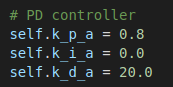 # PD controller
self.k_p_a = 0.8
self.k_i_a = 0.0
self.k_d_a = 20.0